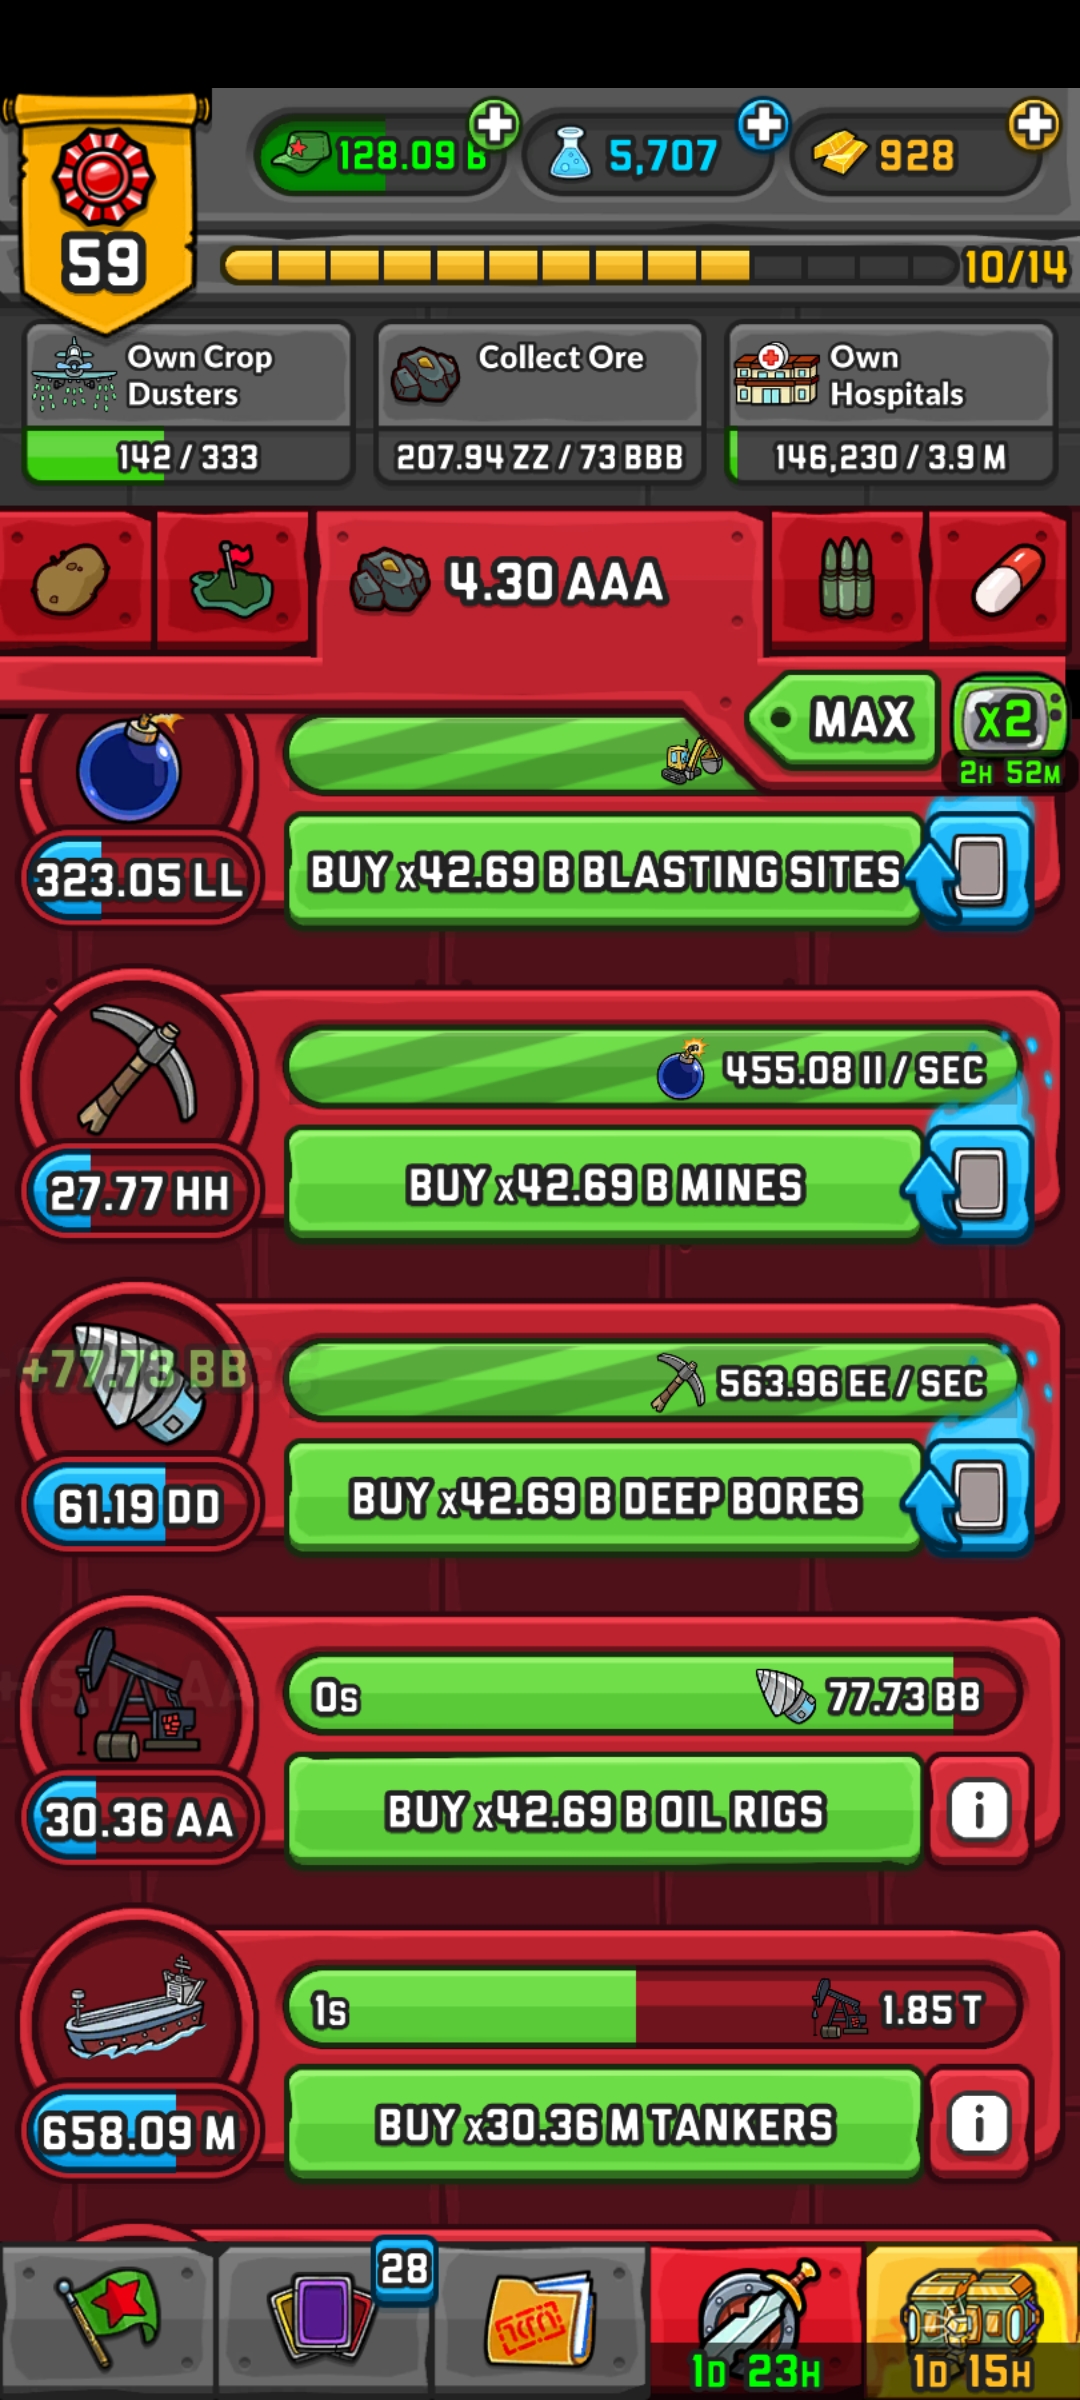 128.09 B
5,707
928
59
10/14
Own Crop
Dusters
142 / 333
Collect Ore
207.94 ZZ / 73 BBB
Own
Hospitals
146,230 / 3.9 M
4.30 AAA
MAX
x2
2H 52M
323.05 LL
BUY x42.69 B BLASTING SITES
455.08 II / SEC
27.77 HH
BUY x42.69 B MINES
+77.73 BB
563.96 EE / SEC
61.19 DD
BUY x42.69 B DEEP BORES
0s
77.73 BB
30.36 AA
BUY x42.69 B OIL RIGS
i
1s
1.85 T
658.09 M
BUY x30.36 M TANKERS
i
28
1D 23H
1D 15H